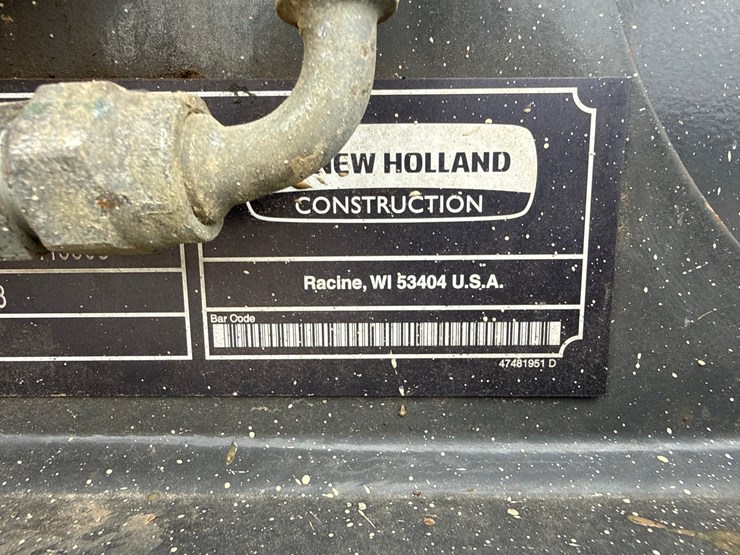 NEW HOLLAND
CONSTRUCTION
Racine, WI 53404 U.S.A.
Bar Code
47481951 D